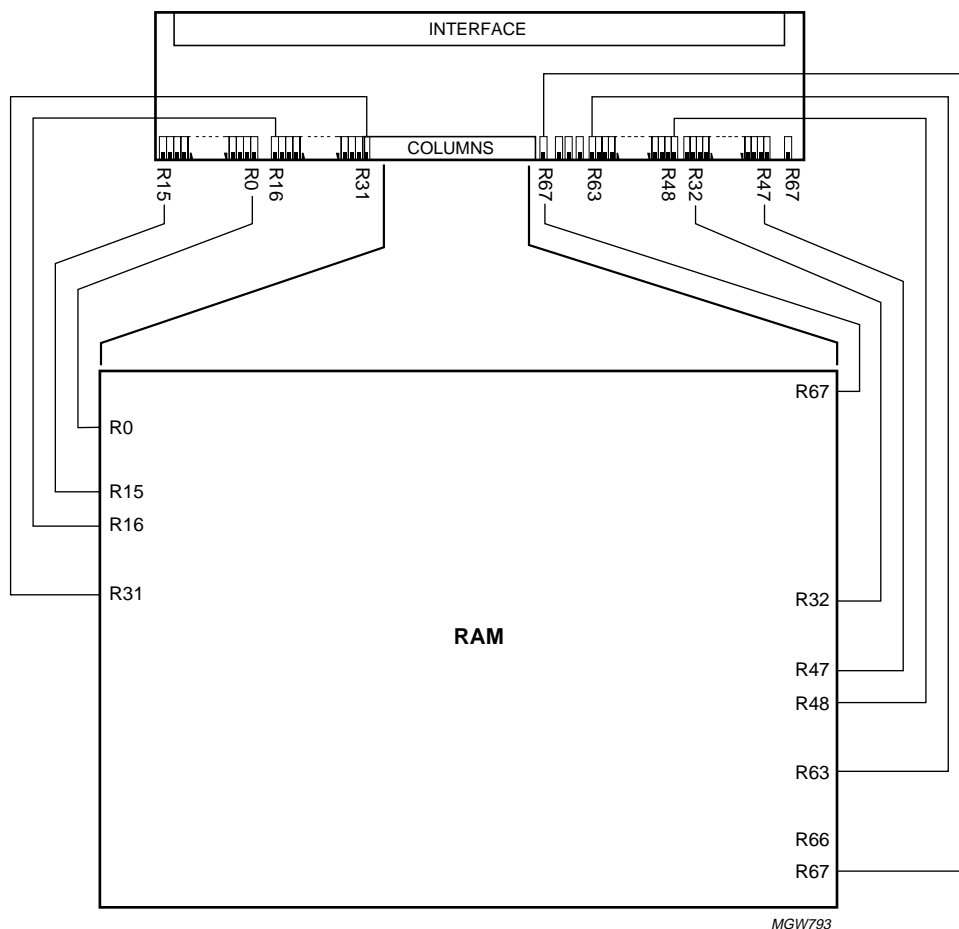 INTERFACE
COLUMNS
R15
R0
R16
R31
R67
R63
R48
R32
R47
R67
R67
R0
R15
R16
R31
R32
RAM
R47
R48
R63
R66
R67
MGW793